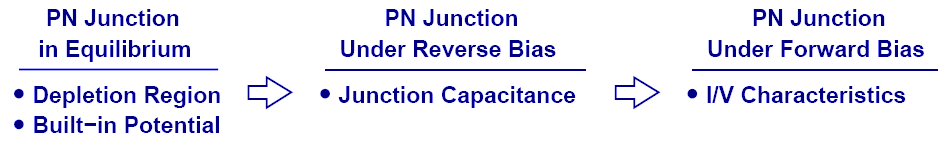 PN Junction
in Equilibrium
• Depletion Region
• Built−in Potential
PN Junction
Under Reverse Bias
• Junction Capacitance
PN Junction
Under Forward Bias
• I/V Characteristics